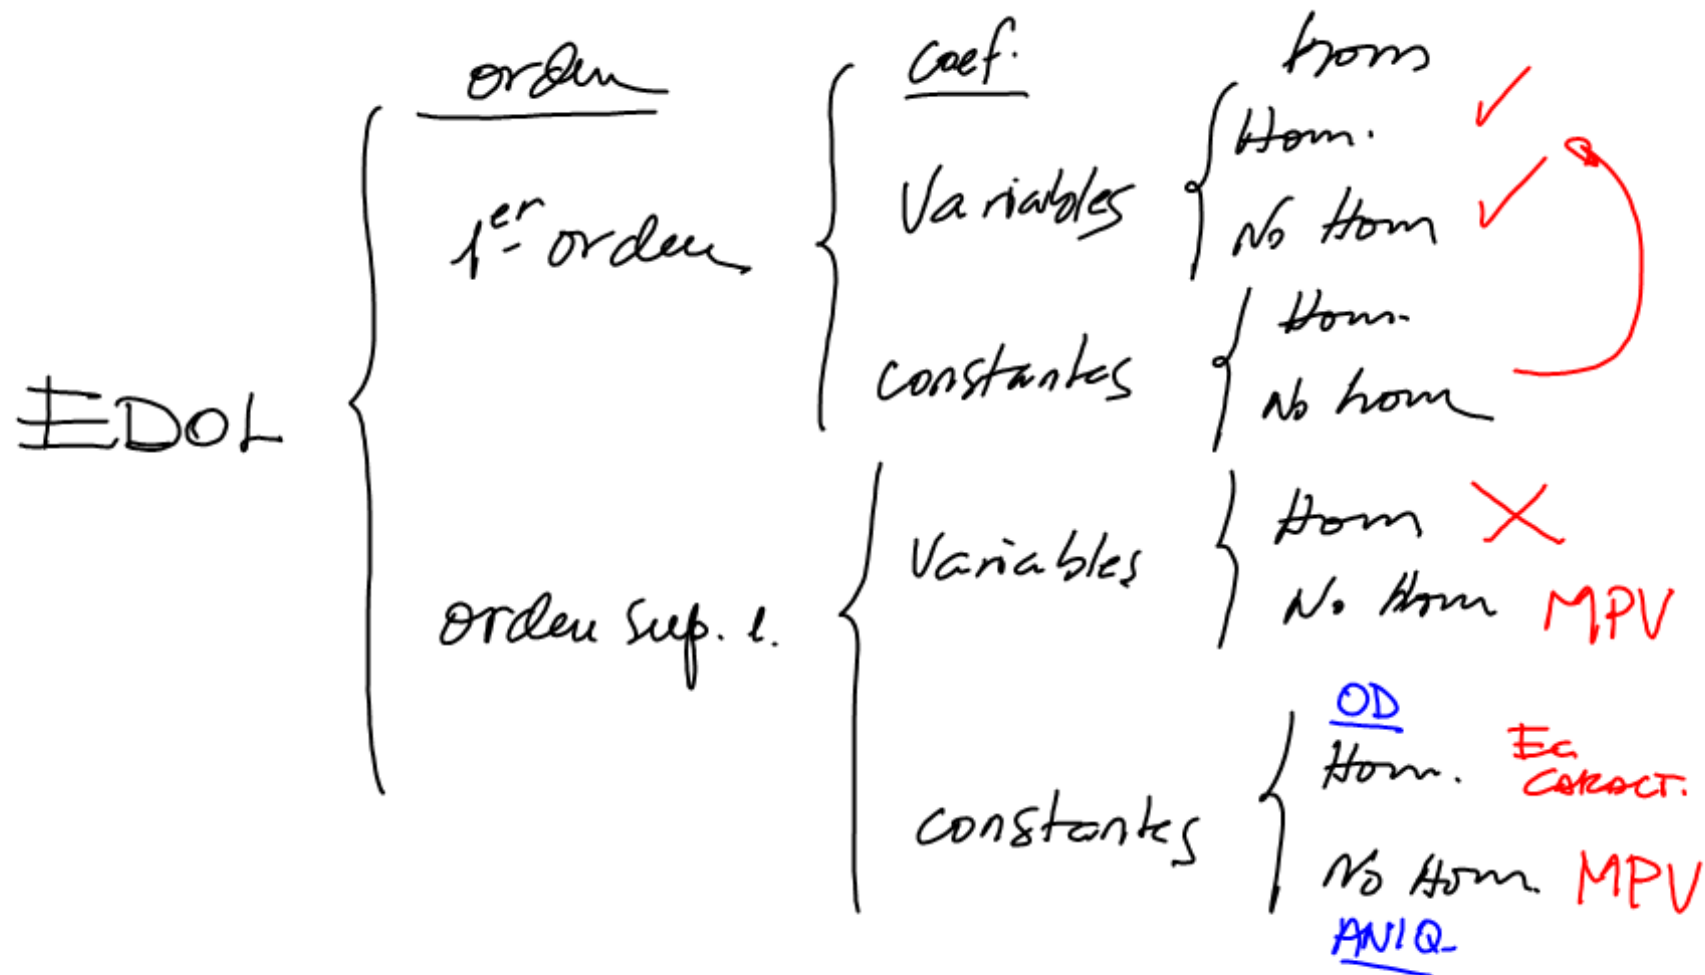 EDOL
orden
1er orden
orden sup. 1.
coef.
Variables
constantes
Variables
constantes
hom
Hom.
No Hom
Hom.
No hom
Hom
No Hom MPV
OD
Hom. Ec
CARACT.
No Hom. MPV
ANIQ.